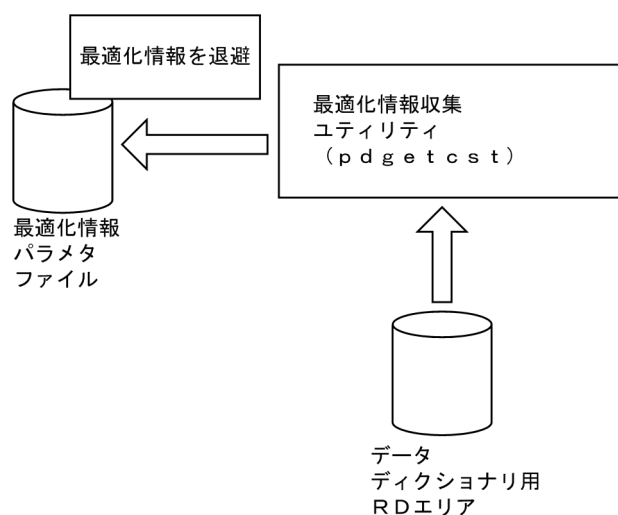 最適化情報を退避
最適化情報収集
ユティリティ
（ｐｄｇｅｔｃｓｔ）
最適化情報
パラメタ
ファイル
データ
ディクショナリ用
ＲＤエリア